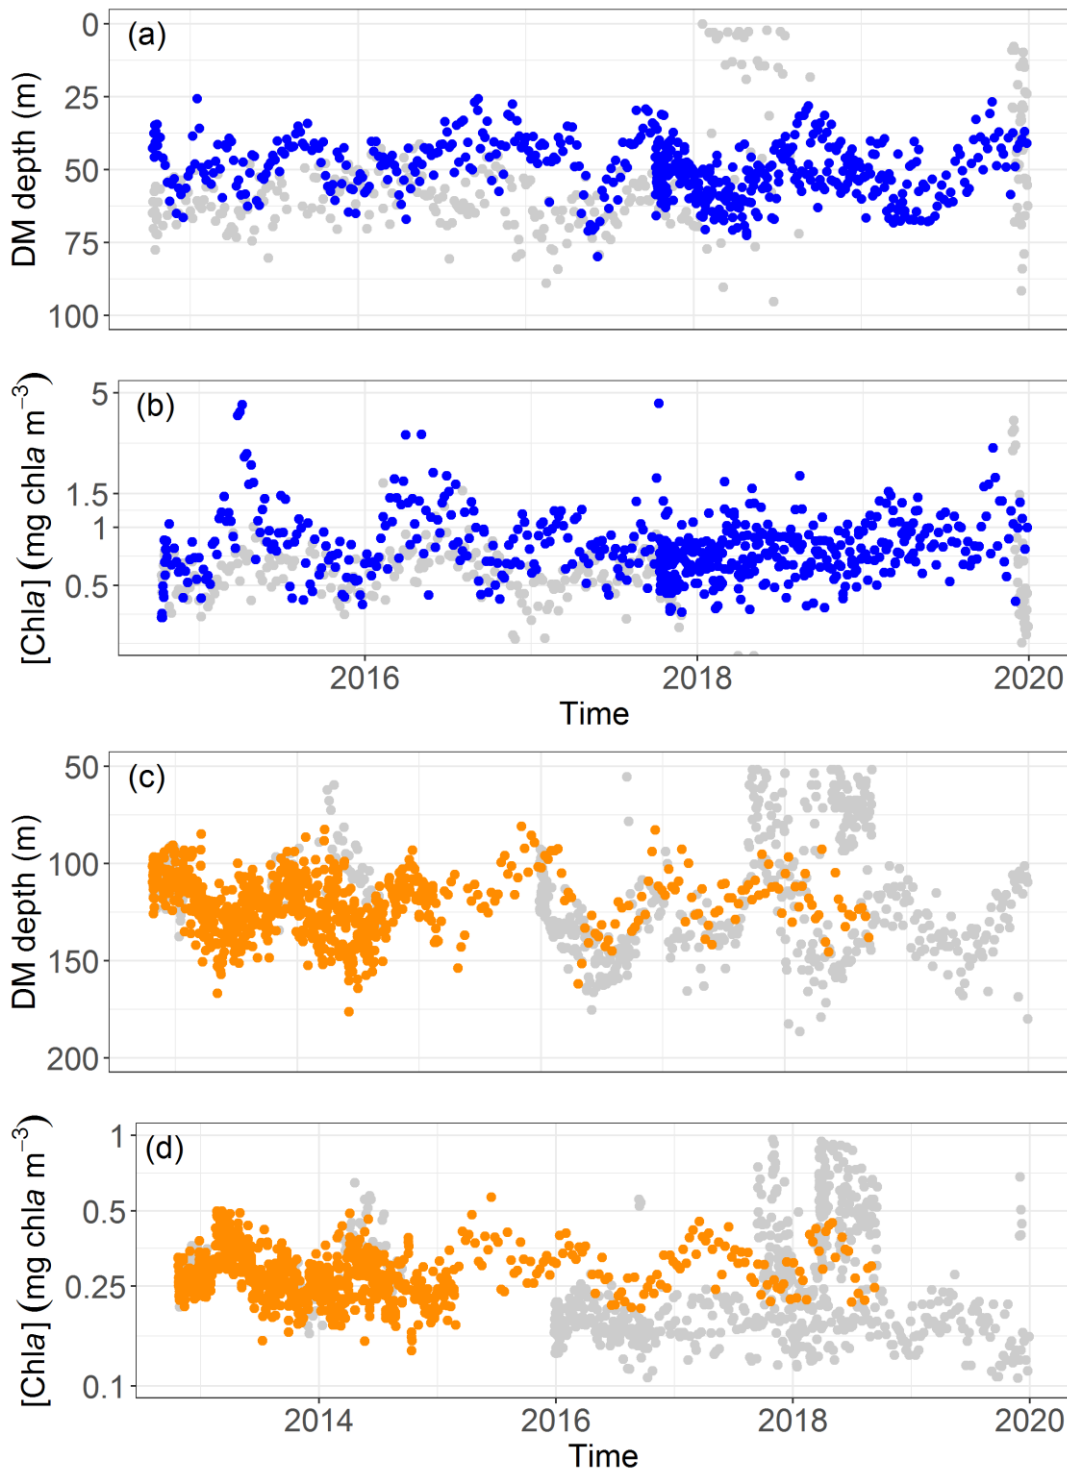 (a)
DM depth (m)
0
25
50
75
100
(b)
[Chla] (mg chla m⁻³)
5
1.5
1
0.5
2016 2018 2020
Time
(c)
DM depth (m)
50
100
150
200
(d)
[Chla] (mg chla m⁻³)
1
0.5
0.25
0.1
2014 2016 2018 2020
Time